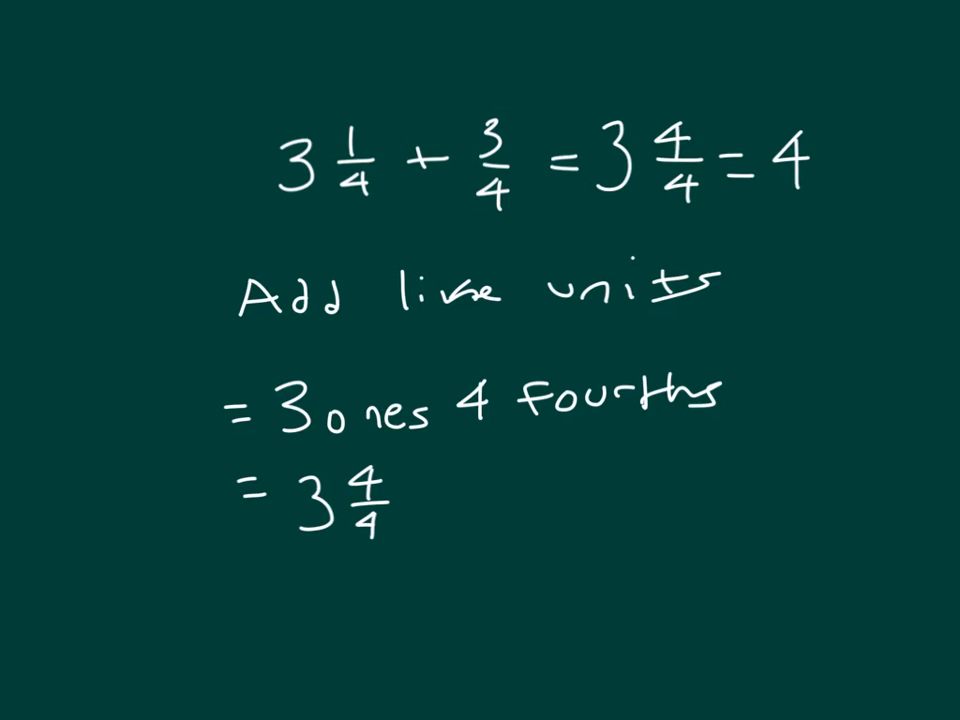 3 1/4 + 3/4 = 3 4/4 = 4
Add like units
= 3 ones 4 fourths
= 3 4/4